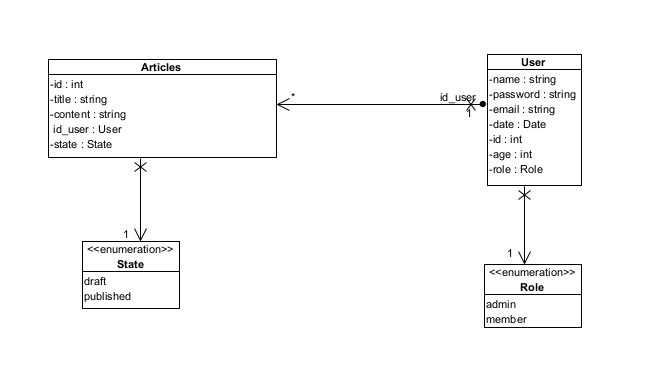 Articles
-id : int
-title : string
-content : string
id_user : User
-state : State
*
id_user
1
User
-name : string
-password : string
-email : string
-date : Date
-id : int
-age : int
-role : Role
1
<<enumeration>>
State
draft
published
1
<<enumeration>>
Role
admin
member